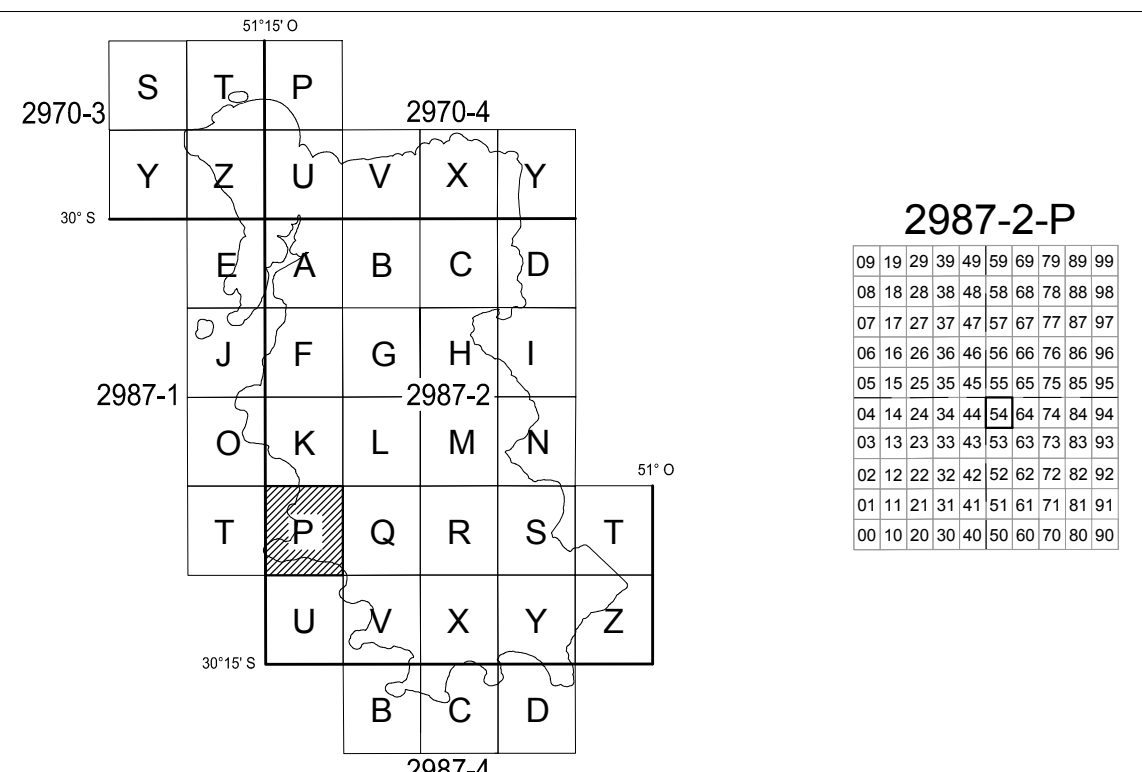 51°15' O
S T P
2970-3
2970-4
Y Z U V X Y
30° S
E A B C D
J F G H I
2987-1
2987-2
O K L M N
51° O
T P Q R S T
U V X Y Z
30°15' S
B C D
2987-4
2987-2-P
09 19 29 39 49 59 69 79 89 99
08 18 28 38 48 58 68 78 88 98
07 17 27 37 47 57 67 77 87 97
06 16 26 36 46 56 66 76 86 96
05 15 25 35 45 55 65 75 85 95
04 14 24 34 44 54 64 74 84 94
03 13 23 33 43 53 63 73 83 93
02 12 22 32 42 52 62 72 82 92
01 11 21 31 41 51 61 71 81 91
00 10 20 30 40 50 60 70 80 90